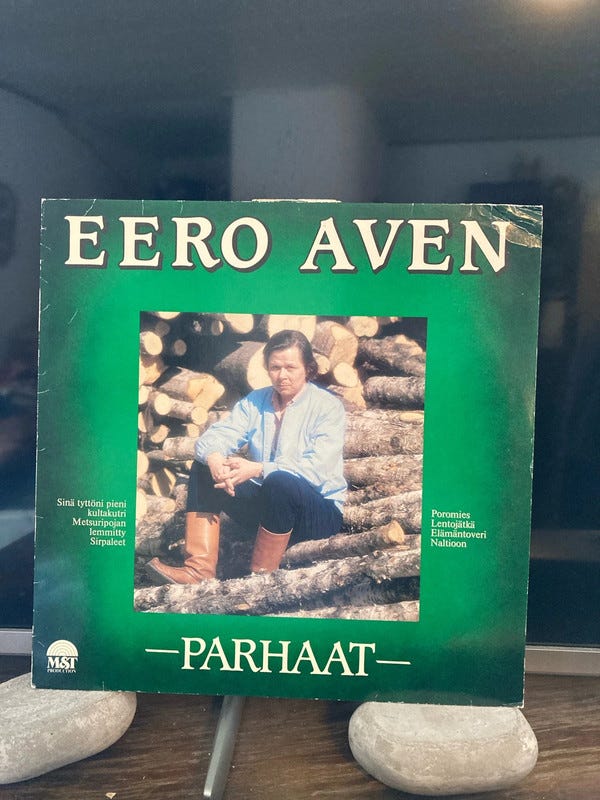 EERO AVEN
Sinä tyttöni pieni
kultakutri
Metsuripojan
lemmitty
Sirpaleet
Poromies
Lentojätkä
Elämäntoveri
Naltioon
M&T
PRODUCTION
—PARHAAT—